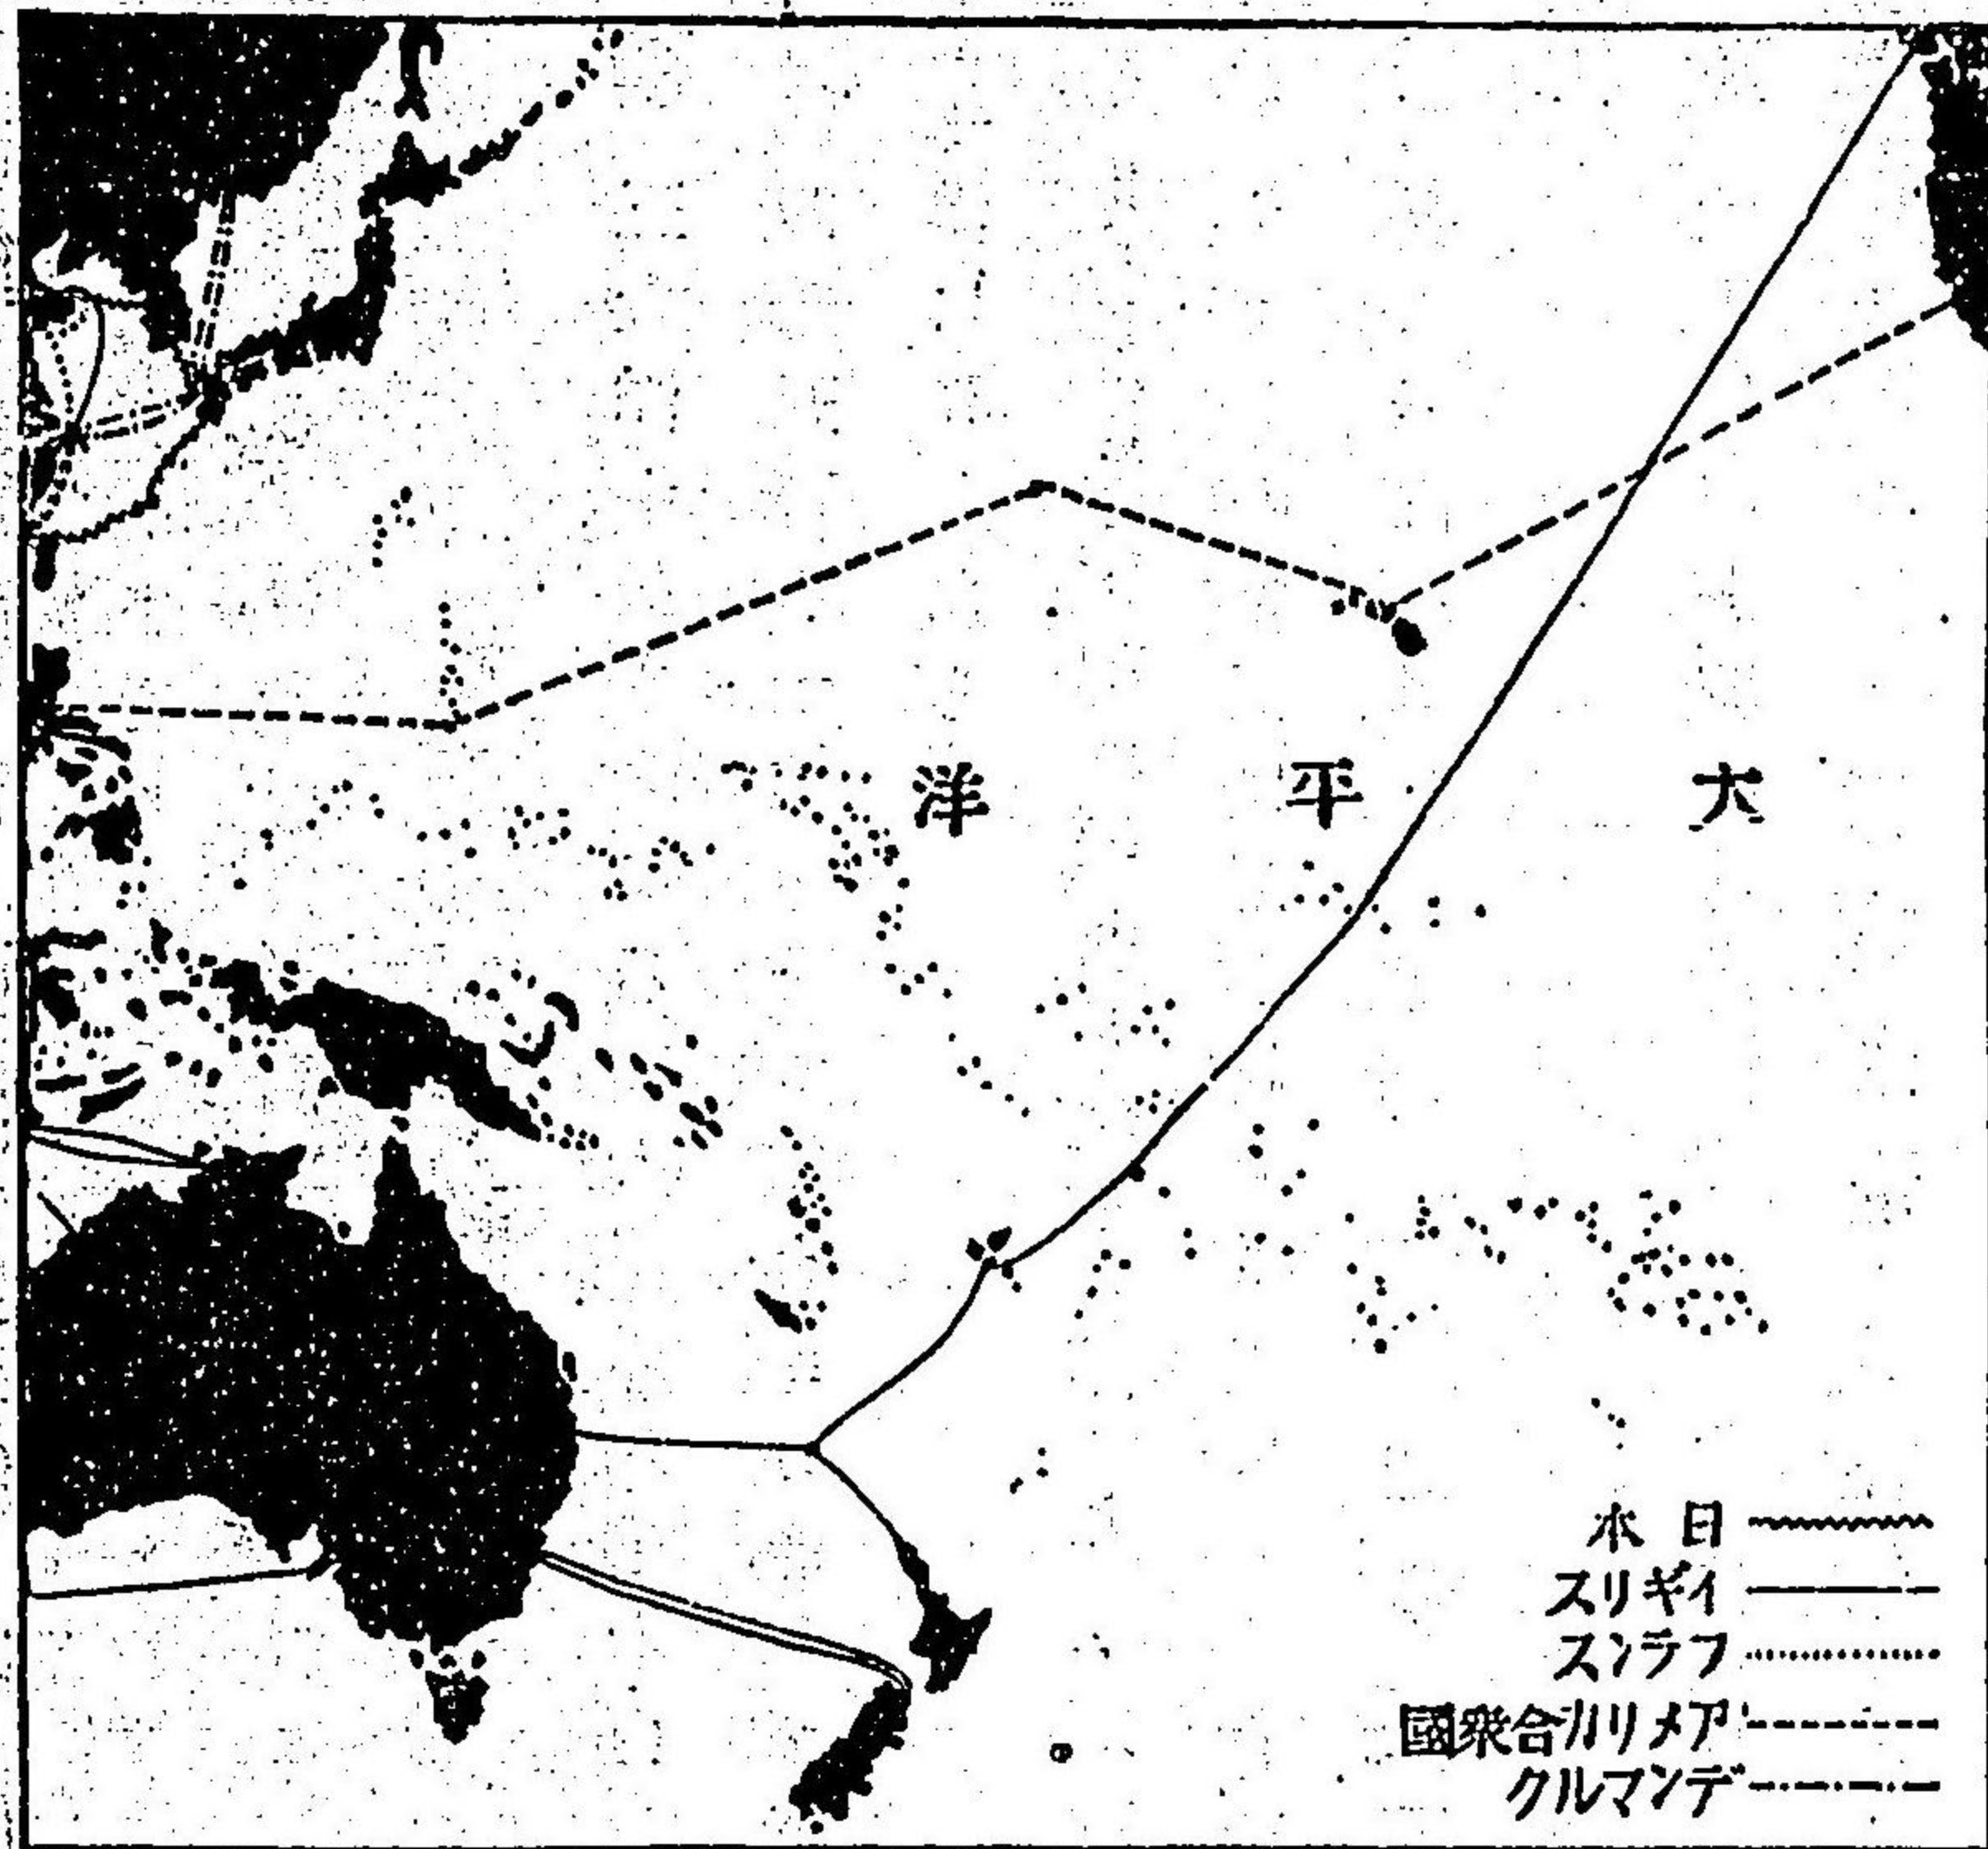 大平洋
日本
イギリス
フランス
アメリカ合衆國
デンマルク